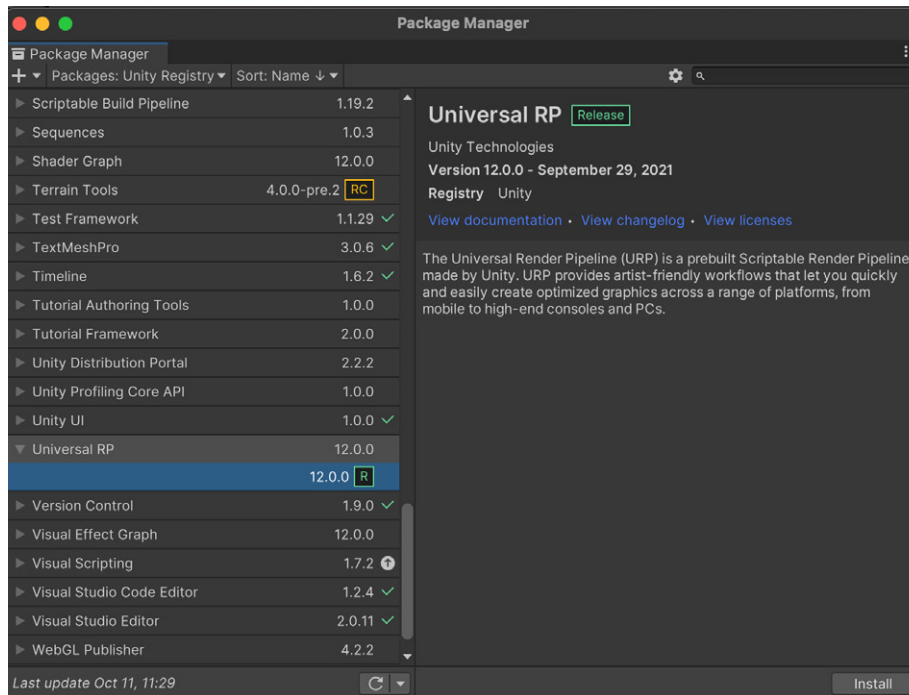 Package Manager
Package Manager
Packages: Unity Registry
Sort: Name ↓
Scriptable Build Pipeline 1.19.2
Sequences 1.0.3
Shader Graph 12.0.0
Terrain Tools 4.0.0-pre.2 RC
Test Framework 1.1.29
TextMeshPro 3.0.6
Timeline 1.6.2
Tutorial Authoring Tools 1.0.0
Tutorial Framework 2.0.0
Unity Distribution Portal 2.2.2
Unity Profiling Core API 1.0.0
Unity UI 1.0.0
Universal RP 12.0.0
12.0.0 R
Version Control 1.9.0
Visual Effect Graph 12.0.0
Visual Scripting 1.7.2
Visual Studio Code Editor 1.2.4
Visual Studio Editor 2.0.11
WebGL Publisher 4.2.2
Last update Oct 11, 11:29
Universal RP Release
Unity Technologies
Version 12.0.0 - September 29, 2021
Registry Unity
View documentation • View changelog • View licenses
The Universal Render Pipeline (URP) is a prebuilt Scriptable Render Pipeline
made by Unity. URP provides artist-friendly workflows that let you quickly
and easily create optimized graphics across a range of platforms, from
mobile to high-end consoles and PCs.
Install